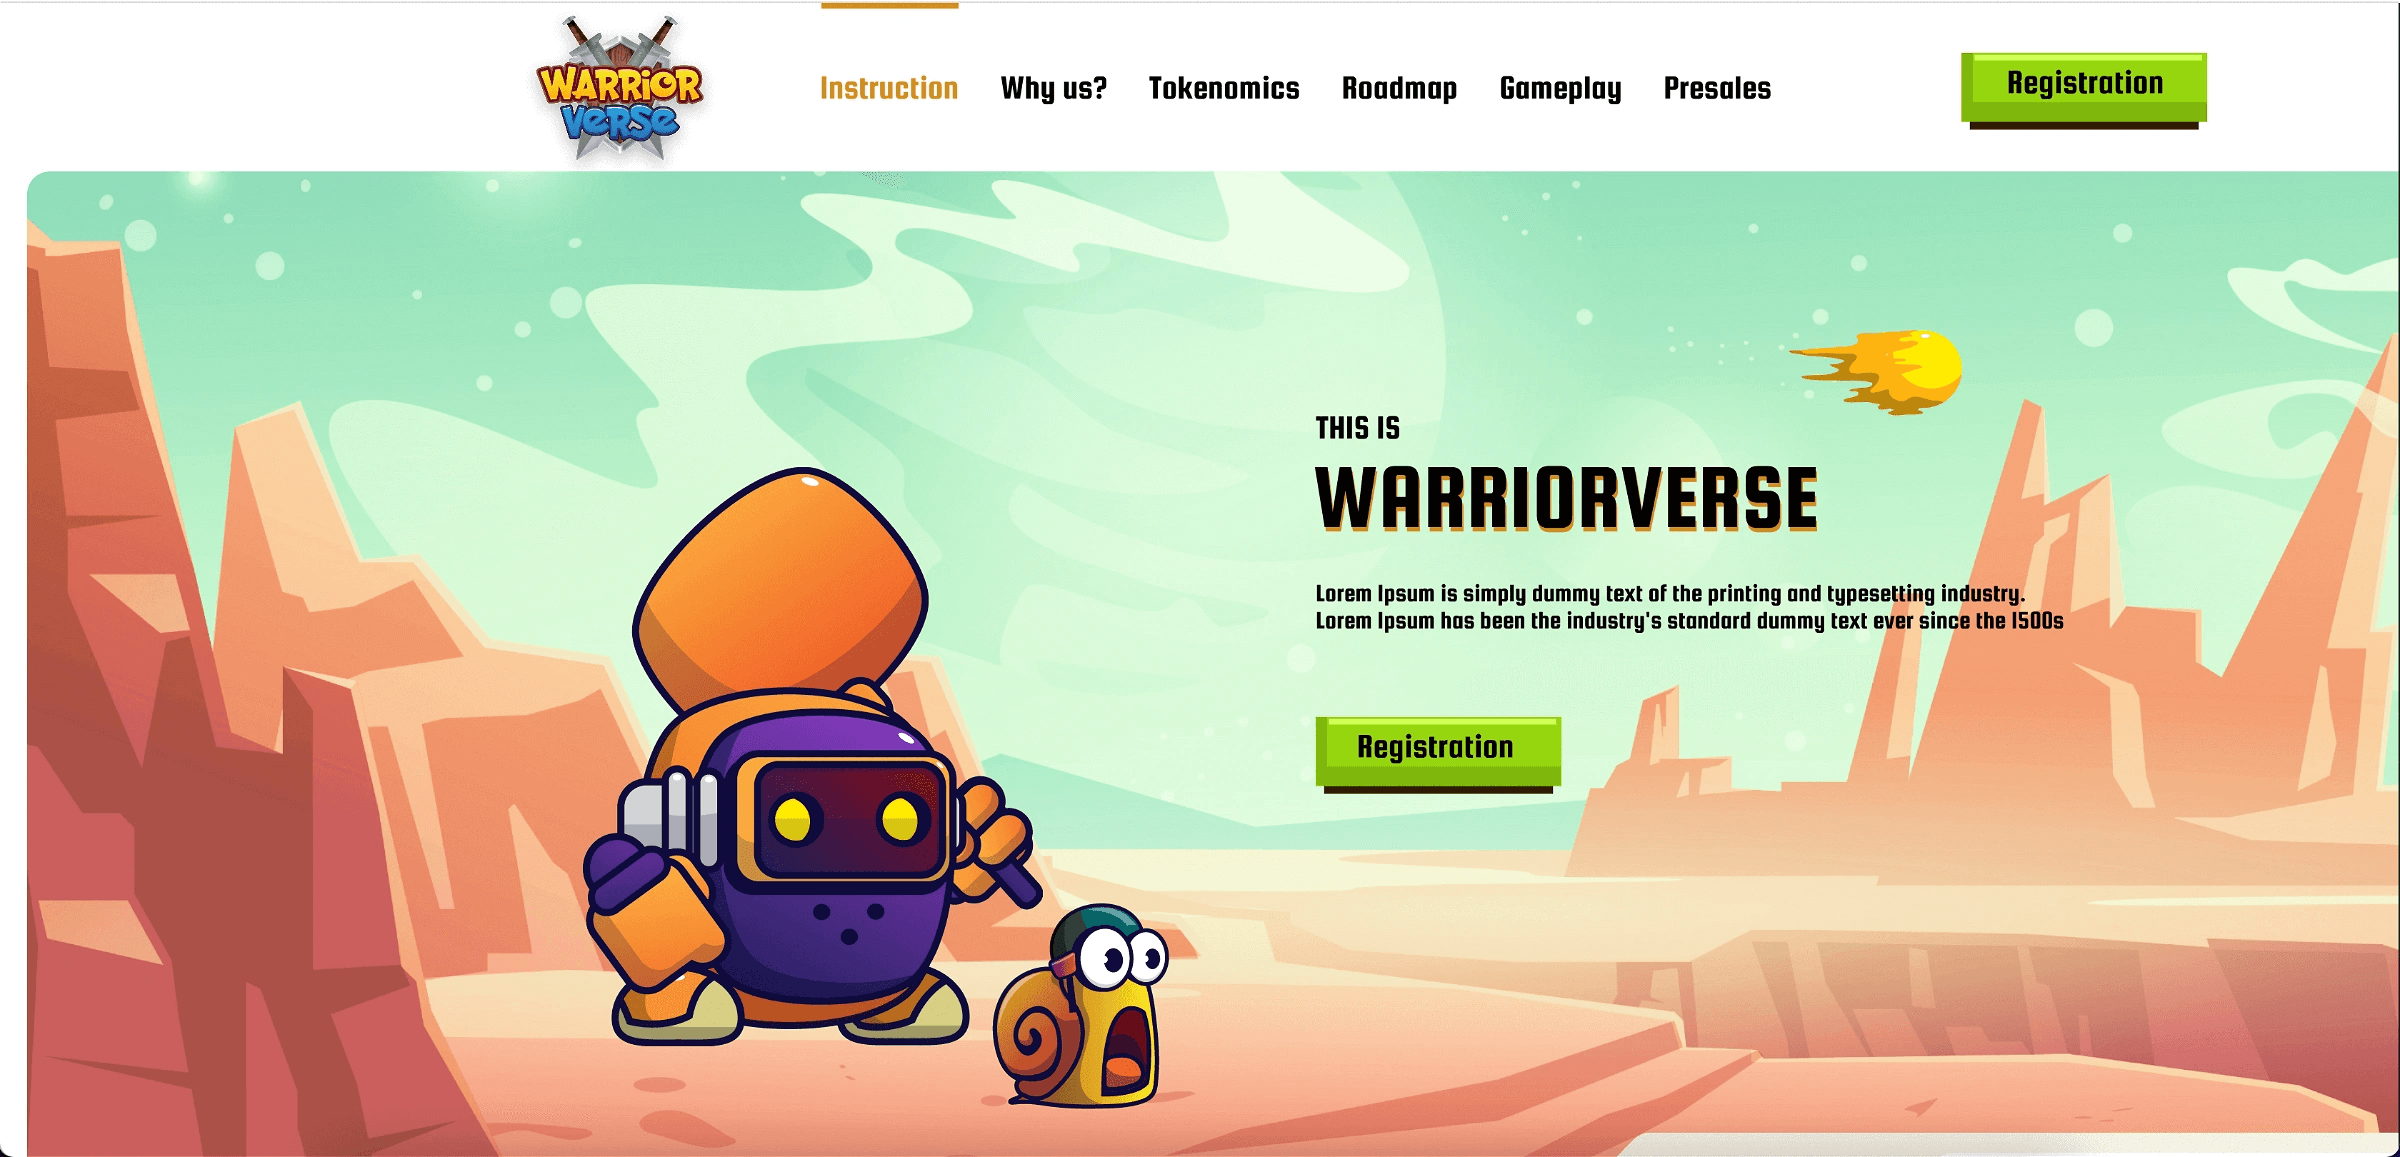 WARRiOR
VeRSe
Instruction Why us? Tokenomics Roadmap Gameplay Presales Registration
THIS IS
WARRIORVERSE
Lorem Ipsum is simply dummy text of the printing and typesetting industry.
Lorem Ipsum has been the industry's standard dummy text ever since the 1500s
Registration